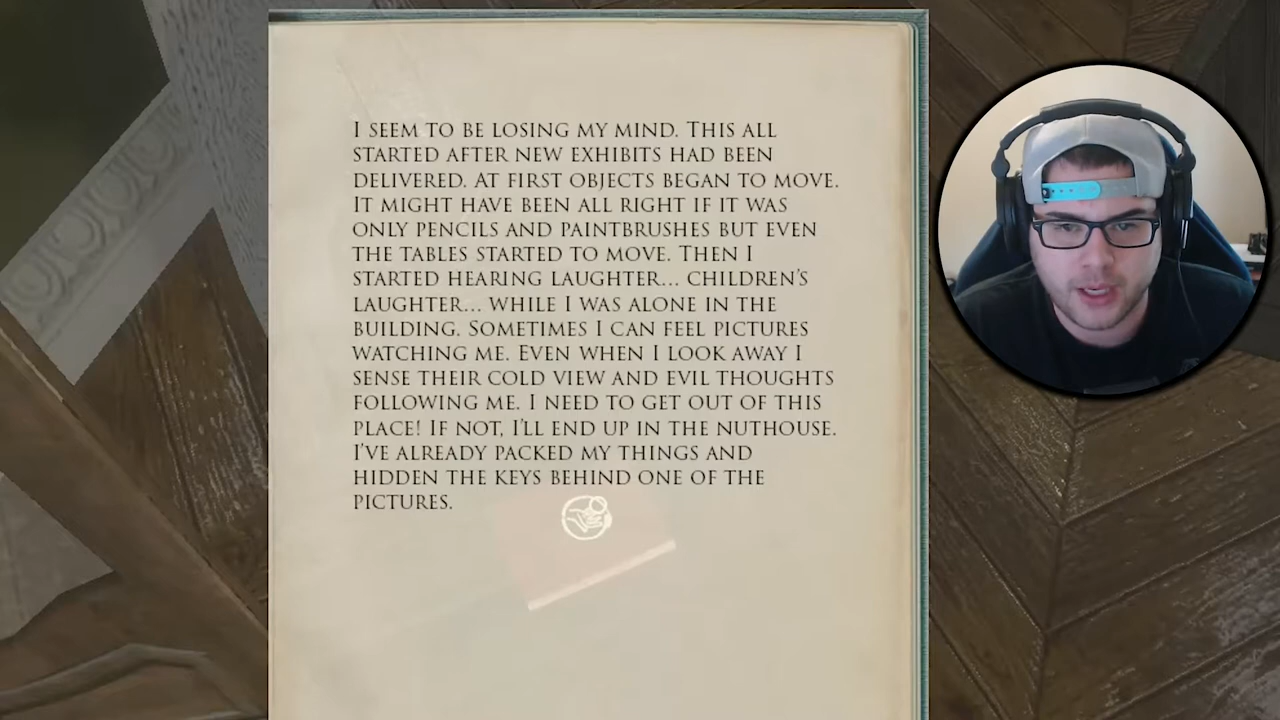 I SEEM TO BE LOSING MY MIND. THIS ALL
STARTED AFTER NEW EXHIBITS HAD BEEN
DELIVERED. AT FIRST OBJECTS BEGAN TO MOVE.
IT MIGHT HAVE BEEN ALL RIGHT IF IT WAS
ONLY PENCILS AND PAINTBRUSHES BUT EVEN
THE TABLES STARTED TO MOVE. THEN I
STARTED HEARING LAUGHTER... CHILDREN'S
LAUGHTER... WHILE I WAS ALONE IN THE
BUILDING. SOMETIMES I CAN FEEL PICTURES
WATCHING ME. EVEN WHEN I LOOK AWAY I
SENSE THEIR COLD VIEW AND EVIL THOUGHTS
FOLLOWING ME. I NEED TO GET OUT OF THIS
PLACE! IF NOT, I'LL END UP IN THE NUTHOUSE.
I'VE ALREADY PACKED MY THINGS AND
HIDDEN THE KEYS BEHIND ONE OF THE
PICTURES.